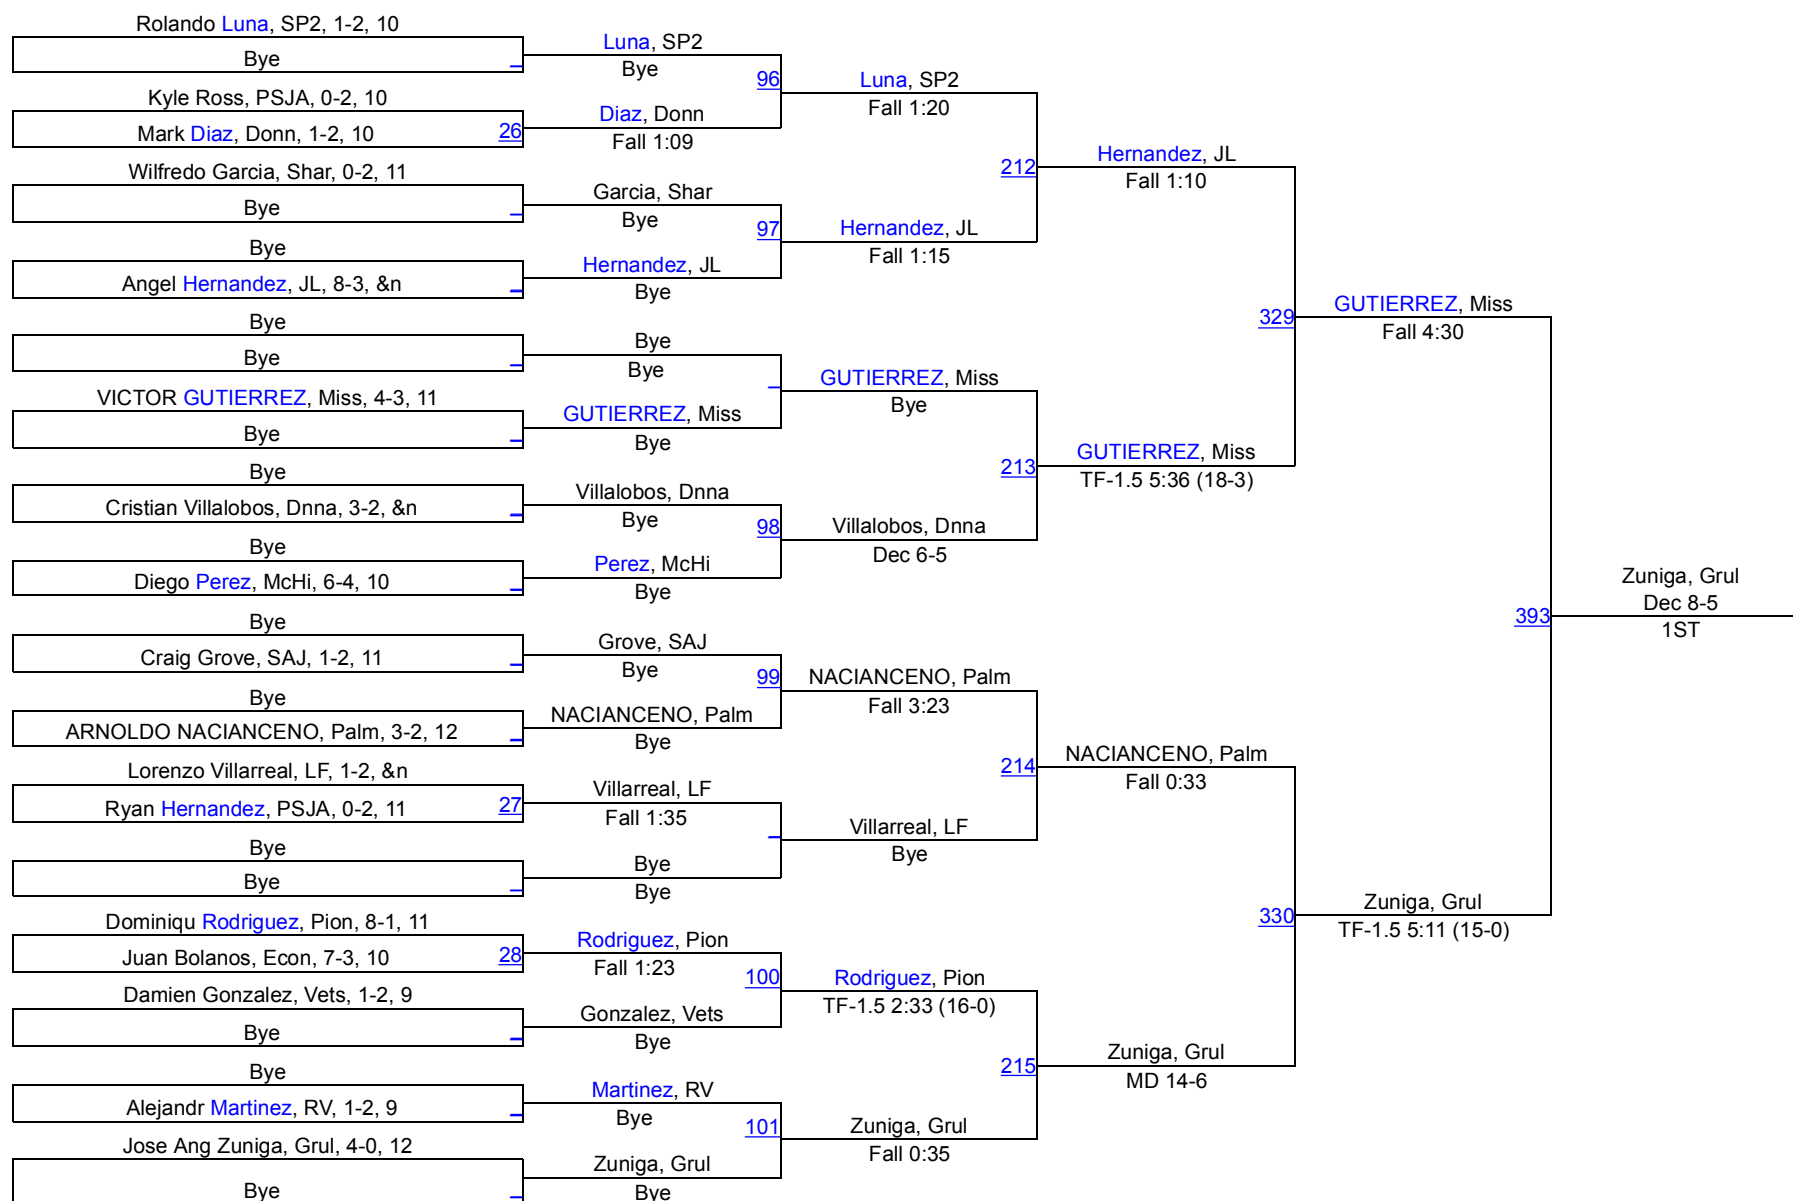 Rolando Luna, SP2, 1-2, 10
Bye
Kyle Ross, PSJA, 0-2, 10
Mark Diaz, Donn, 1-2, 10
26
Wilfredo Garcia, Shar, 0-2, 11
Bye
Bye
Angel Hernandez, JL, 8-3, &n
Bye
Bye
VICTOR GUTIERREZ, Miss, 4-3, 11
Bye
Bye
Cristian Villalobos, Dnna, 3-2, &n
Bye
Diego Perez, McHi, 6-4, 10
Bye
Craig Grove, SAJ, 1-2, 11
Bye
ARNOLDO NACIANCENO, Palm, 3-2, 12
Lorenzo Villarreal, LF, 1-2, &n
Ryan Hernandez, PSJA, 0-2, 11
27
Bye
Bye
Dominiqu Rodriguez, Pion, 8-1, 11
Juan Bolanos, Econ, 7-3, 10
28
Damien Gonzalez, Vets, 1-2, 9
Bye
Bye
Alejandr Martinez, RV, 1-2, 9
Jose Ang Zuniga, Grul, 4-0, 12
Bye
Luna, SP2
Bye
96
Diaz, Donn
Fall 1:09
Garcia, Shar
Bye
97
Hernandez, JL
Bye
Bye
Bye
GUTIERREZ, Miss
Bye
Villalobos, Dnna
Bye
98
Perez, McHi
Bye
Grove, SAJ
Bye
99
NACIANCENO, Palm
Bye
Villarreal, LF
Fall 1:35
Bye
Bye
Rodriguez, Pion
Fall 1:23
100
Gonzalez, Vets
Bye
Martinez, RV
Bye
101
Zuniga, Grul
Bye
Luna, SP2
Fall 1:20
212
Hernandez, JL
Fall 1:15
GUTIERREZ, Miss
Bye
213
Villalobos, Dnna
Dec 6-5
NACIANCENO, Palm
Fall 3:23
214
Villarreal, LF
Bye
Rodriguez, Pion
TF-1.5 2:33 (16-0)
215
Zuniga, Grul
Fall 0:35
Hernandez, JL
Fall 1:10
329
GUTIERREZ, Miss
TF-1.5 5:36 (18-3)
NACIANCENO, Palm
Fall 0:33
330
Zuniga, Grul
MD 14-6
GUTIERREZ, Miss
Fall 4:30
393
Zuniga, Grul
TF-1.5 5:11 (15-0)
Zuniga, Grul
Dec 8-5
1ST